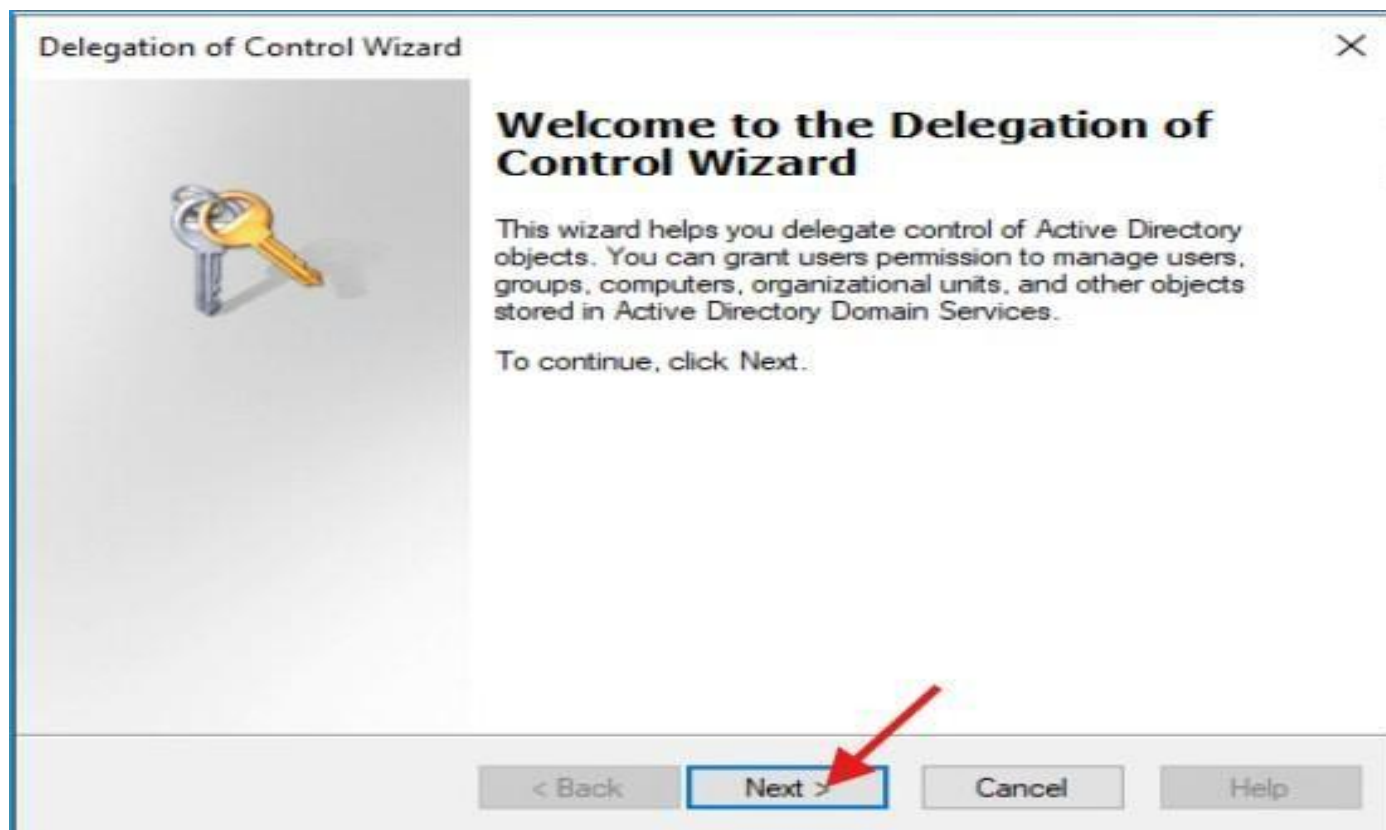 Delegation of Control Wizard
Welcome to the Delegation of
Control Wizard
This wizard helps you delegate control of Active Directory
objects. You can grant users permission to manage users,
groups, computers, organizational units, and other objects
stored in Active Directory Domain Services.
To continue, click Next.
< Back Next > Cancel Help